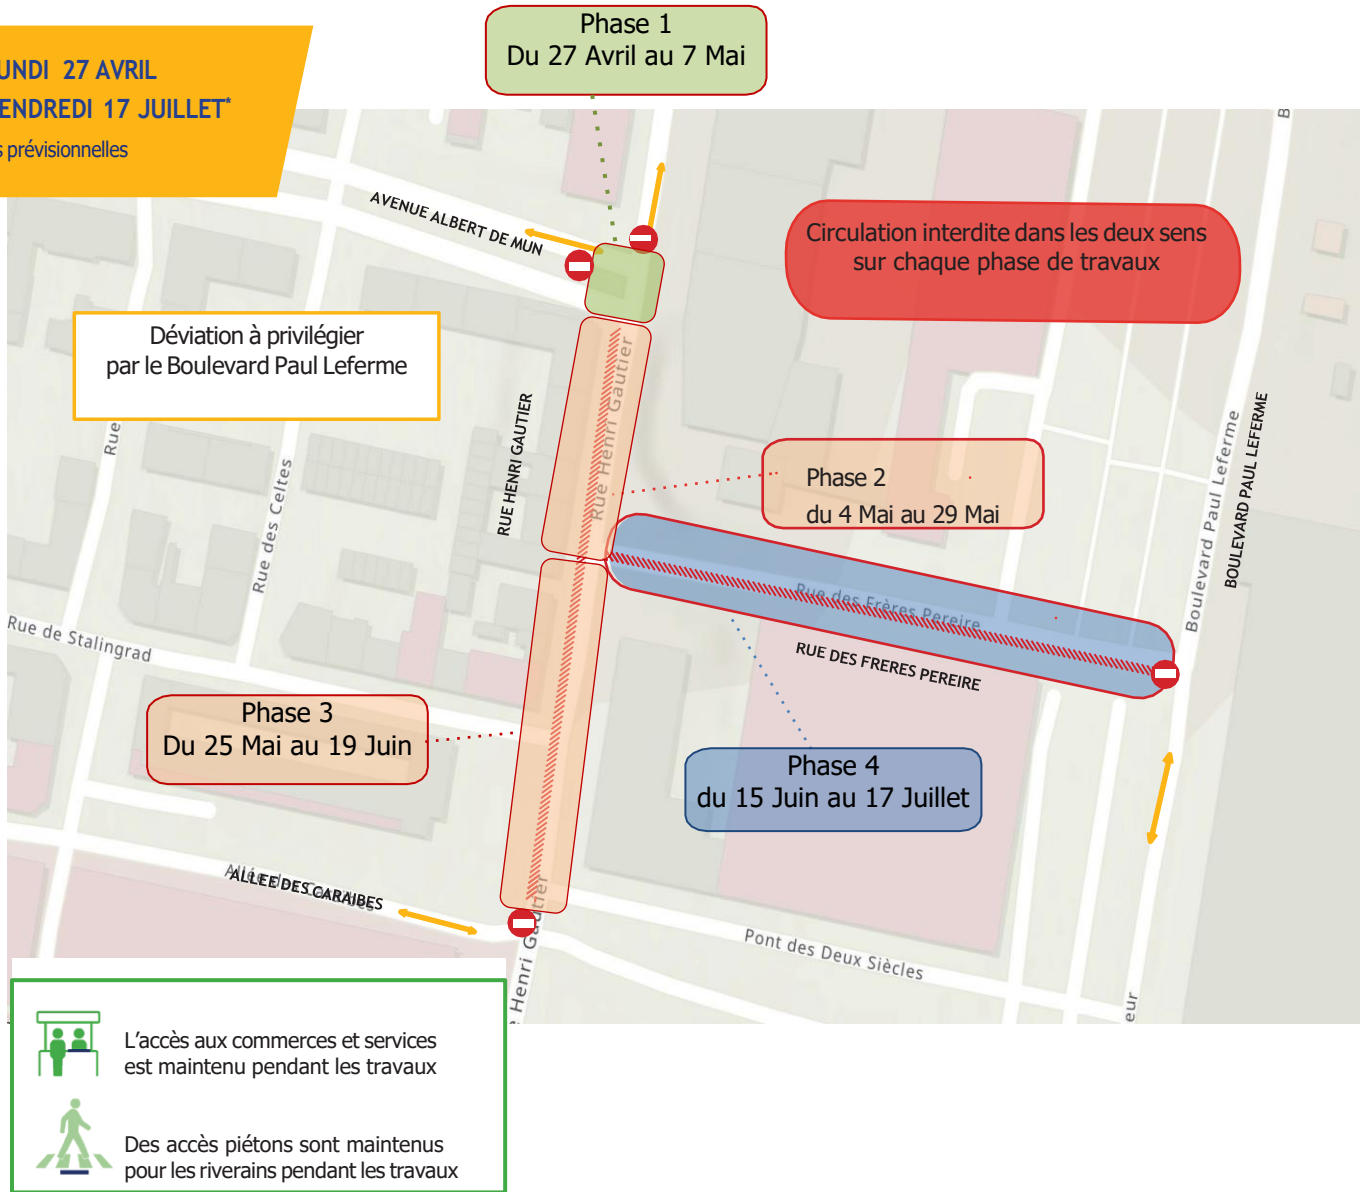 Phase 1
Du 27 Avril au 7 Mai
UNDI 27 AVRIL
ENDREDI 17 JUILLET*
s prévisionnelles
AVENUE ALBERT DE MUN
Circulation interdite dans les deux sens
sur chaque phase de travaux
Déviation à privilégier
par le Boulevard Paul Leferme
Rue
Rue des Celtes
RUE HENRI GAUTIER
Rue Henri Gautier
Phase 2
du 4 Mai au 29 Mai
B
Boulevard Paul Leferme
BOULEVARD PAUL LEFERME
Rue de Stalingrad
Rue des Frères Pereire
RUE DES FRERES PEREIRE
Phase 3
Du 25 Mai au 19 Juin
Phase 4
du 15 Juin au 17 Juillet
Allée des Caraïbes
ALLEE DES CARAIBES
e Henri Gautier
Pont des Deux Siècles
eur
L'accès aux commerces et services
est maintenu pendant les travaux
Des accès piétons sont maintenus
pour les riverains pendant les travaux